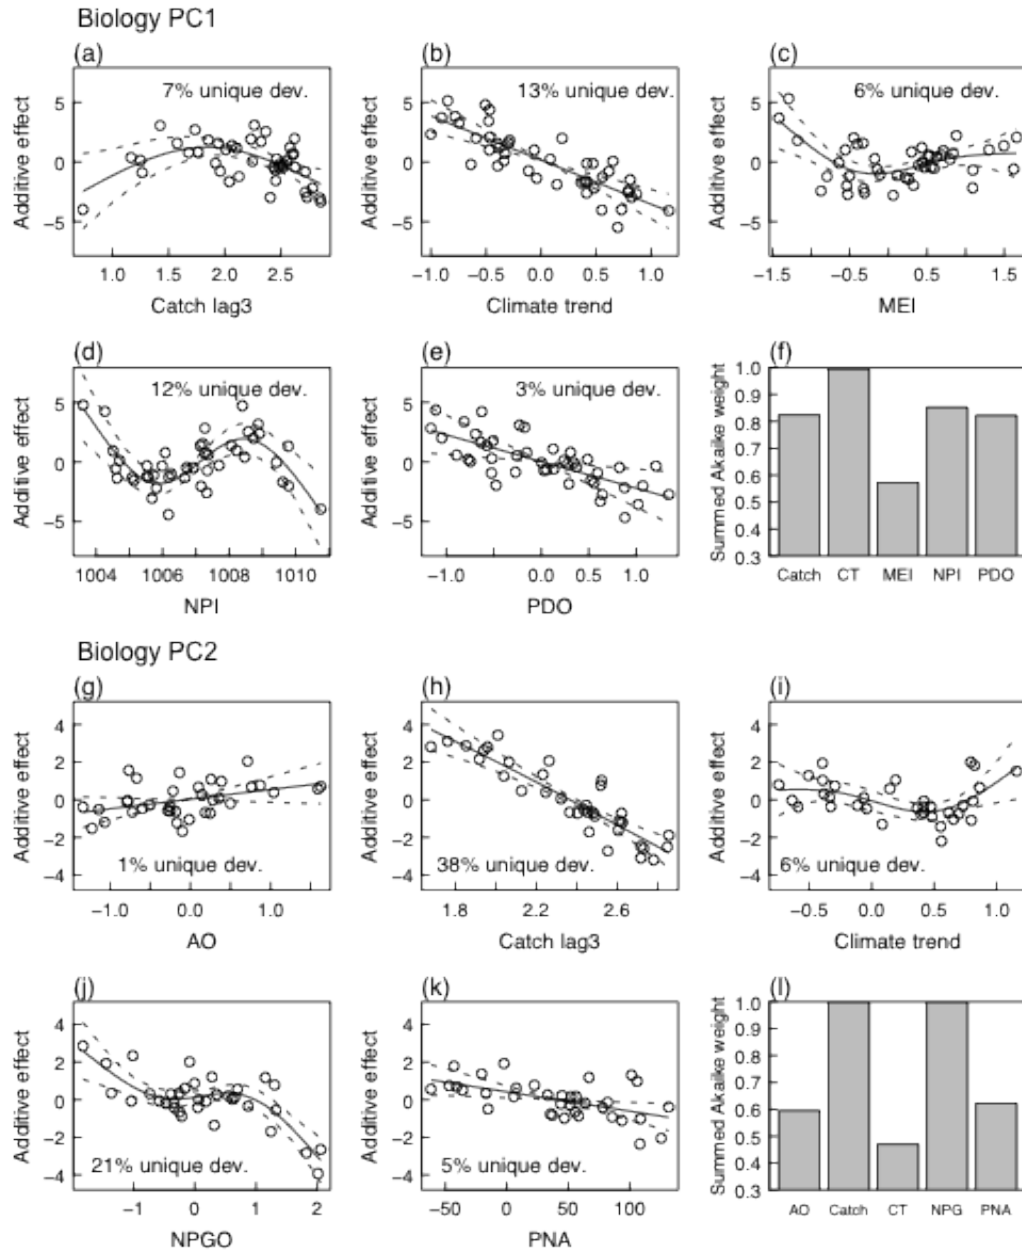 Biology PC1
(a) (b) (c)
7% unique dev. 13% unique dev. 6% unique dev.
Additive effect Additive effect Additive effect
5 5 5
0 0 0
−5 −5 −5
1.0 1.5 2.0 2.5 −1.0 −0.5 0.0 0.5 1.0 −1.5 −0.5 0.5 1.5
Catch lag3 Climate trend MEI
(d) (e) (f)
12% unique dev. 3% unique dev.
Additive effect Additive effect Summed Akaike weight
5 5 1.0
0 0 0.9
−5 −5 0.8
0.7
0.6
0.5
0.4
0.3
1004 1006 1008 1010 −1.0 0.0 0.5 1.0 Catch CT MEI NPI PDO
NPI PDO
Biology PC2
(g) (h) (i)
Additive effect Additive effect Additive effect
4 4 4
2 2 2
0 0 0
−2 −2 −2
−4 −4 −4
1% unique dev. 38% unique dev. 6% unique dev.
−1.0 0.0 1.0 1.8 2.2 2.6 −0.5 0.0 0.5 1.0
AO Catch lag3 Climate trend
(j) (k) (l)
Additive effect Additive effect Summed Akaike weight
4 4 1.0
2 2 0.9
0 0 0.8
−2 −2 0.7
−4 −4 0.6
0.5
0.4
0.3
21% unique dev. 5% unique dev.
−1 0 1 2 −50 0 50 100 AO Catch CT NPG PNA
NPGO PNA